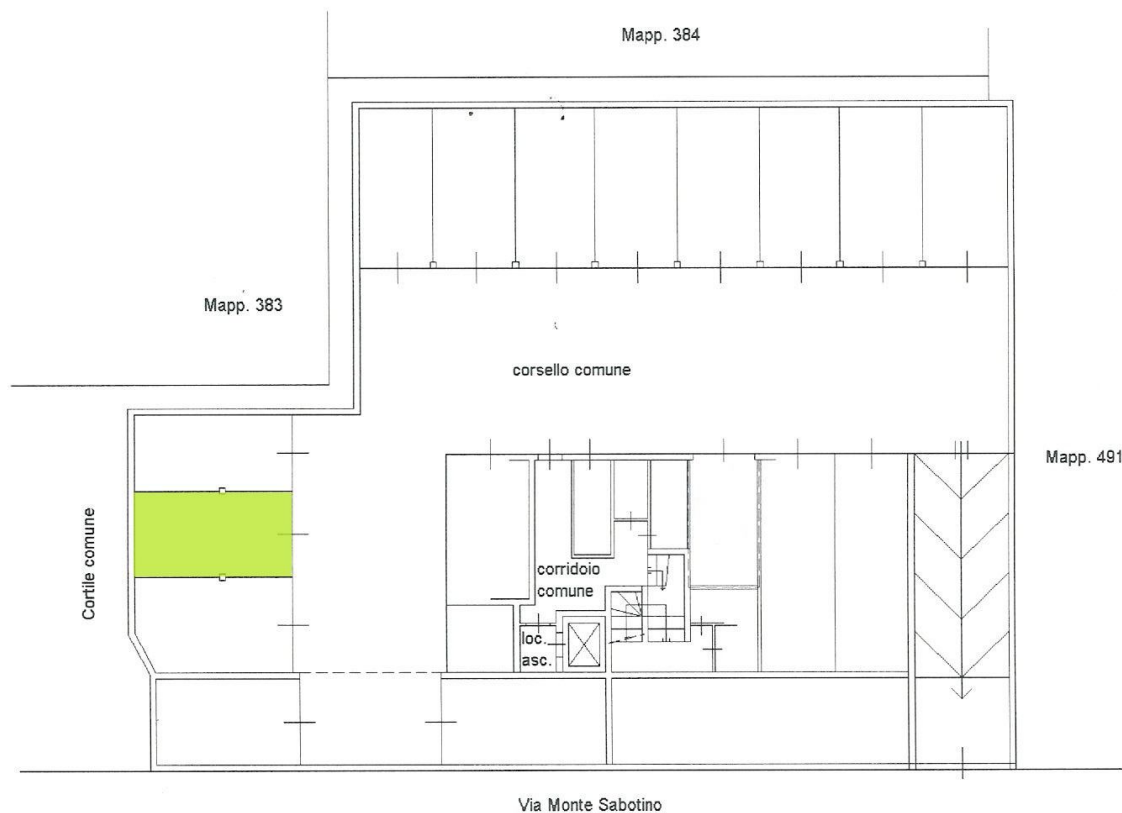 Mapp. 384
Mapp. 383
corsello comune
Mapp. 491
Cortile comune
corridoio
comune
loc.
asc.
Via Monte Sabotino